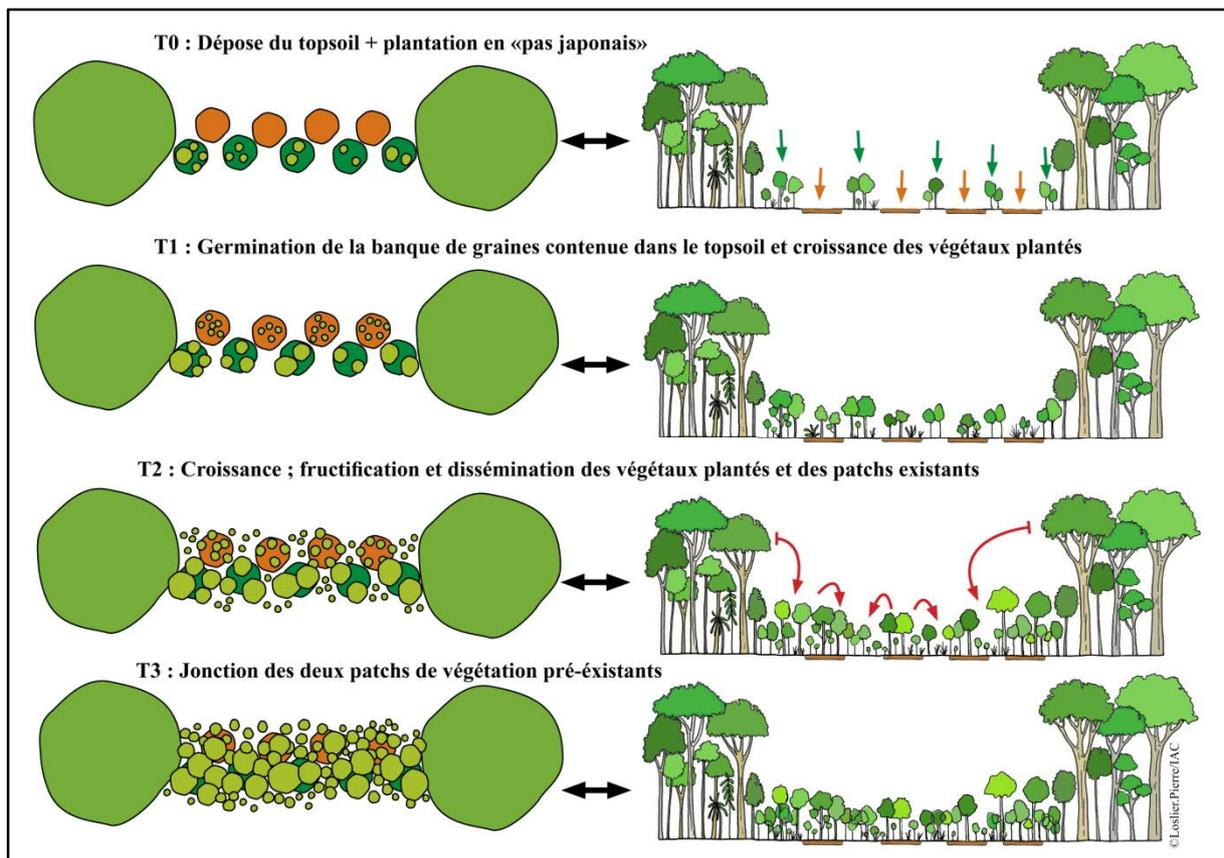 T0 : Dépose du topsoil + plantation en «pas japonais»
T1 : Germination de la banque de graines contenue dans le topsoil et croissance des végétaux plantés
T2 : Croissance ; fructification et dissémination des végétaux plantés et des patchs existants
T3 : Jonction des deux patchs de végétation pré-éxistants
©Loslier.Pierre/IAC